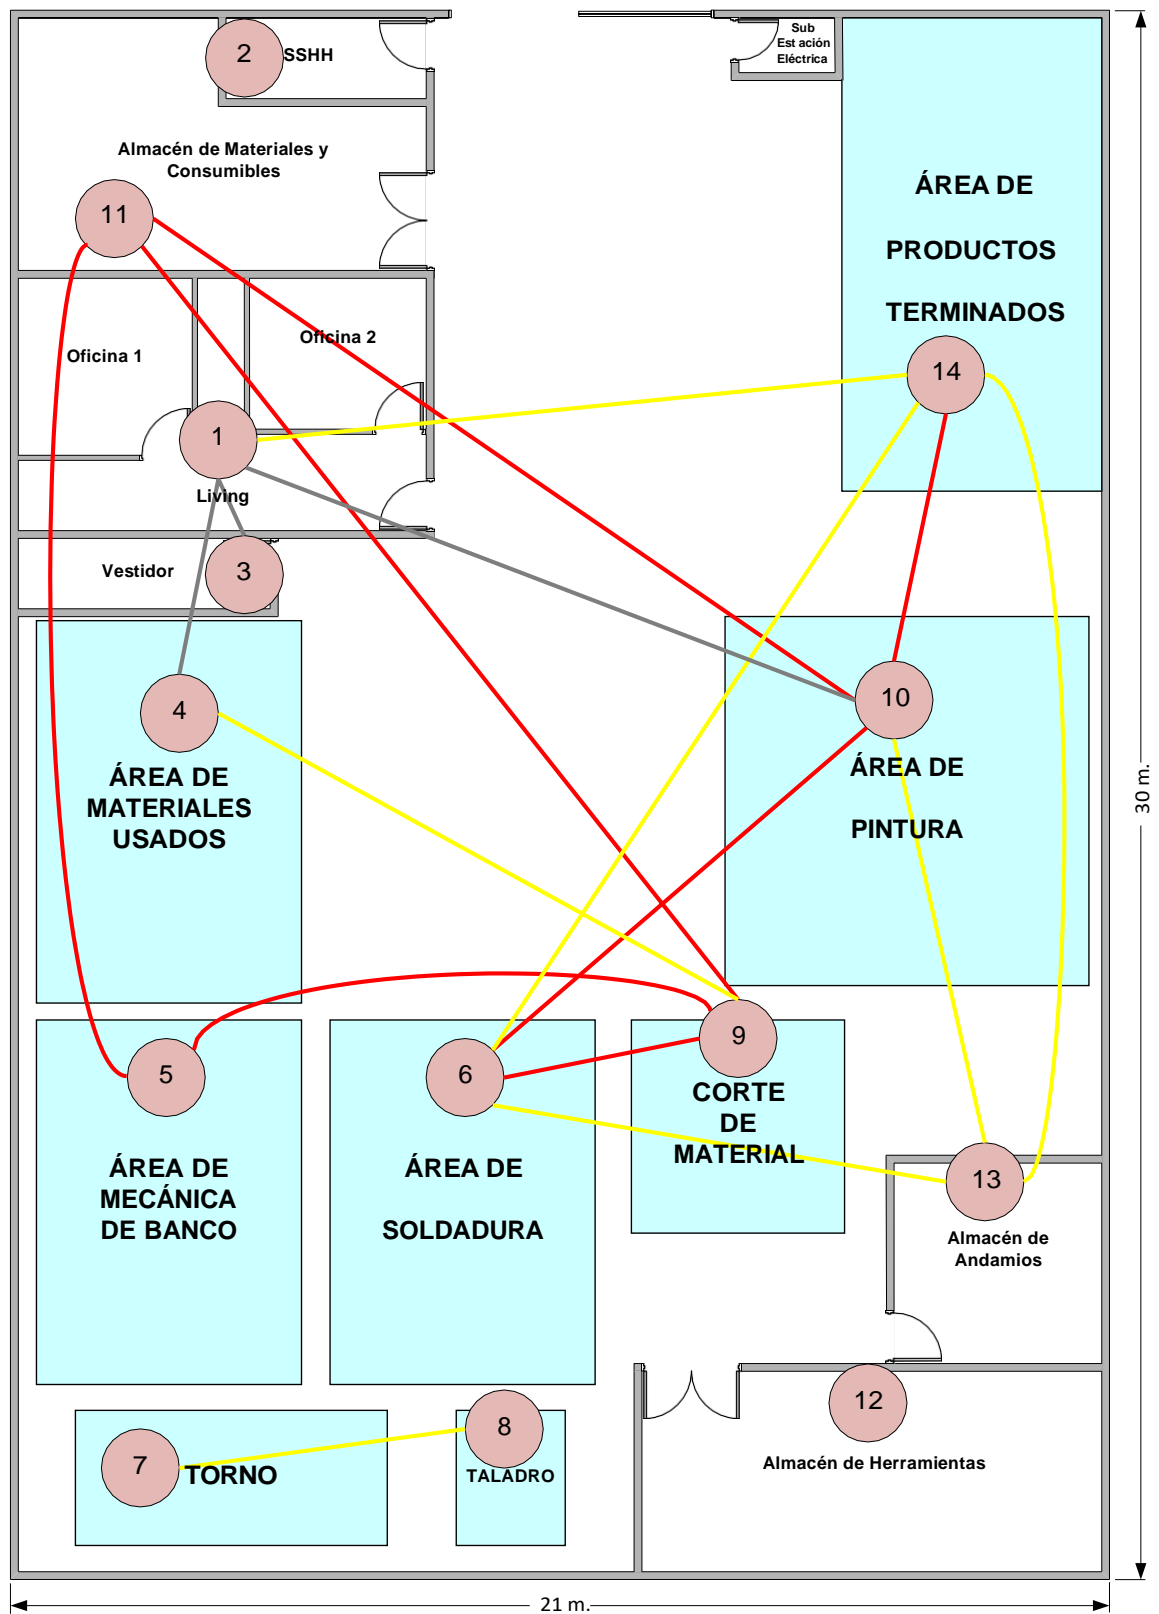 2
SSHH
Sub
Est ación
Eléctrica
Almacén de Materiales y
Consumibles
11
ÁREA DE
PRODUCTOS
TERMINADOS
Oficina 1
Oficina 2
14
1
Living
Vestidor
3
4
ÁREA DE
MATERIALES
USADOS
10
ÁREA DE
PINTURA
30 m.
5
ÁREA DE
MECÁNICA
DE BANCO
6
ÁREA DE
SOLDADURA
9
CORTE
DE
MATERIAL
13
Almacén de
Andamios
7
TORNO
8
TALADRO
12
Almacén de Herramientas
21 m.